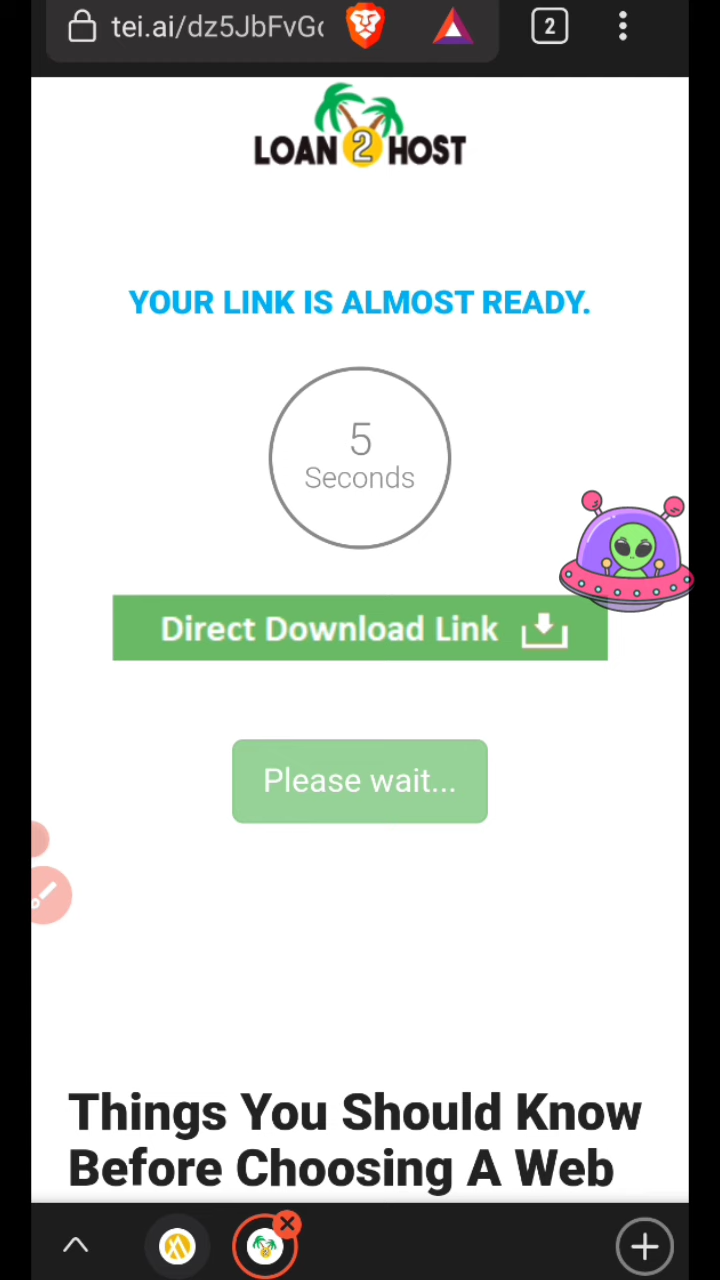 tei.ai/dz5JbFvG
2
LOAN 2 HOST
YOUR LINK IS ALMOST READY.
5
Seconds
Direct Download Link
Please wait...
Things You Should Know
Before Choosing A Web